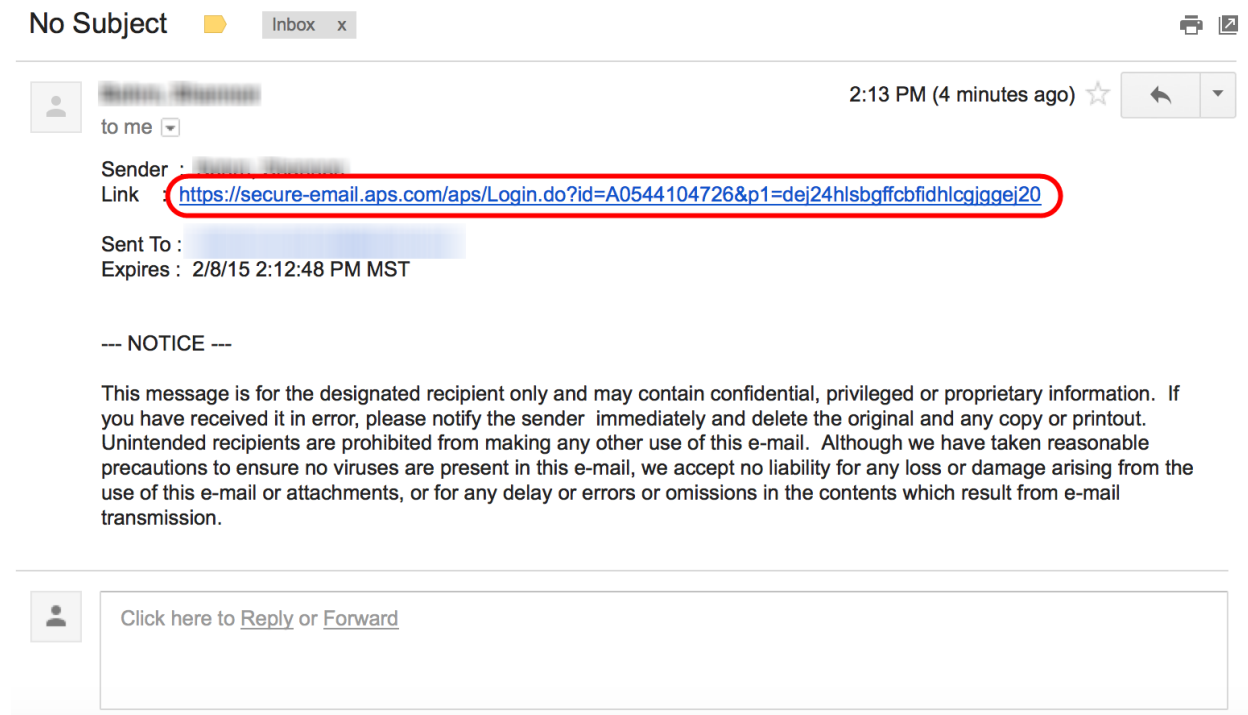 No Subject
Inbox x
2:13 PM (4 minutes ago)
to me
Sender :
Link : https://secure-email.aps.com/aps/Login.do?id=A0544104726&p1=dej24hlsbgffcbfidhlcgjggej20
Sent To :
Expires : 2/8/15 2:12:48 PM MST
--- NOTICE ---
This message is for the designated recipient only and may contain confidential, privileged or proprietary information. If
you have received it in error, please notify the sender immediately and delete the original and any copy or printout.
Unintended recipients are prohibited from making any other use of this e-mail. Although we have taken reasonable
precautions to ensure no viruses are present in this e-mail, we accept no liability for any loss or damage arising from the
use of this e-mail or attachments, or for any delay or errors or omissions in the contents which result from e-mail
transmission.
Click here to Reply or Forward